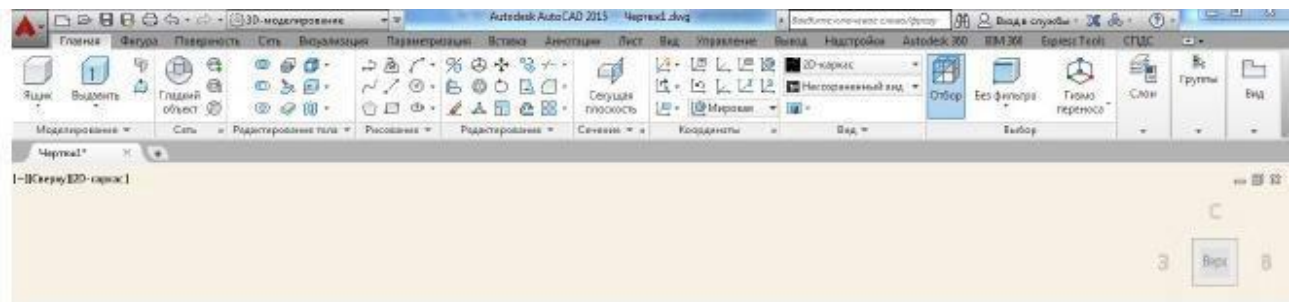 3D-моделирование Autodesk AutoCAD 2015 Чертеж1.dwg Введите ключевое слово/фразу Вход в службы
Главная Фигура Поверхность Сеть Визуализация Параметризация Вставка Аннотации Лист Вид Управление Вывод Надстройки Autodesk 360 BIM 360 Express Tools СПДС
2D-каркас
Ящик Выдавить Гладкий объект Секущая плоскость Несохраненный вид Отбор Без фильтра Гизмо переноса Слои Группы Вид
Мировая
Моделирование Сеть Редактирование тела Рисование Редактирование Сечение Координаты Вид Выбор
Чертеж1*
[–][Сверху][2D-каркас]
С
З Верх В